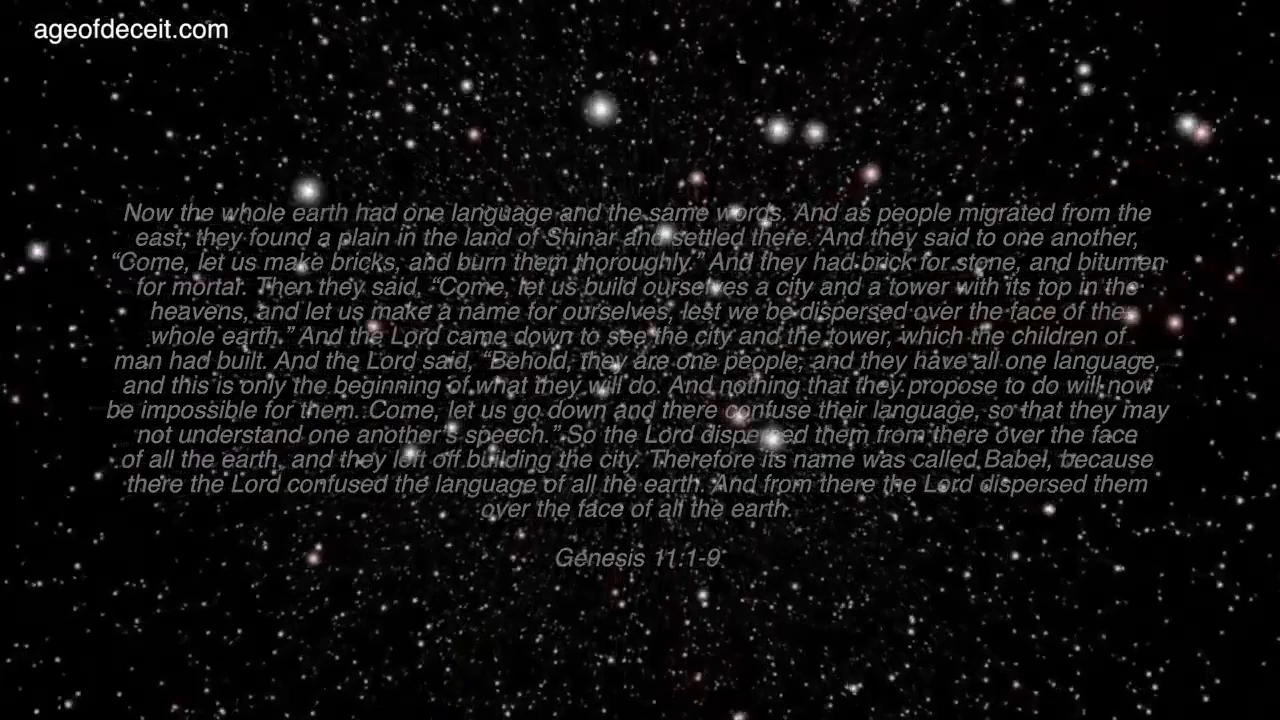 ageofdeceit.com
Now the whole earth had one language and the same words. And as people migrated from the
east, they found a plain in the land of Shinar and settled there. And they said to one another,
“Come, let us make bricks, and burn them thoroughly.” And they had brick for stone, and bitumen
for mortar. Then they said, “Come, let us build ourselves a city and a tower with its top in the
heavens, and let us make a name for ourselves, lest we be dispersed over the face of the
whole earth.” And the Lord came down to see the city and the tower, which the children of
man had built. And the Lord said, “Behold, they are one people, and they have all one language,
and this is only the beginning of what they will do. And nothing that they propose to do will now
be impossible for them. Come, let us go down and there confuse their language, so that they may
not understand one another's speech.” So the Lord dispersed them from there over the face
of all the earth, and they left off building the city. Therefore its name was called Babel, because
there the Lord confused the language of all the earth. And from there the Lord dispersed them
over the face of all the earth.
Genesis 11:1-9